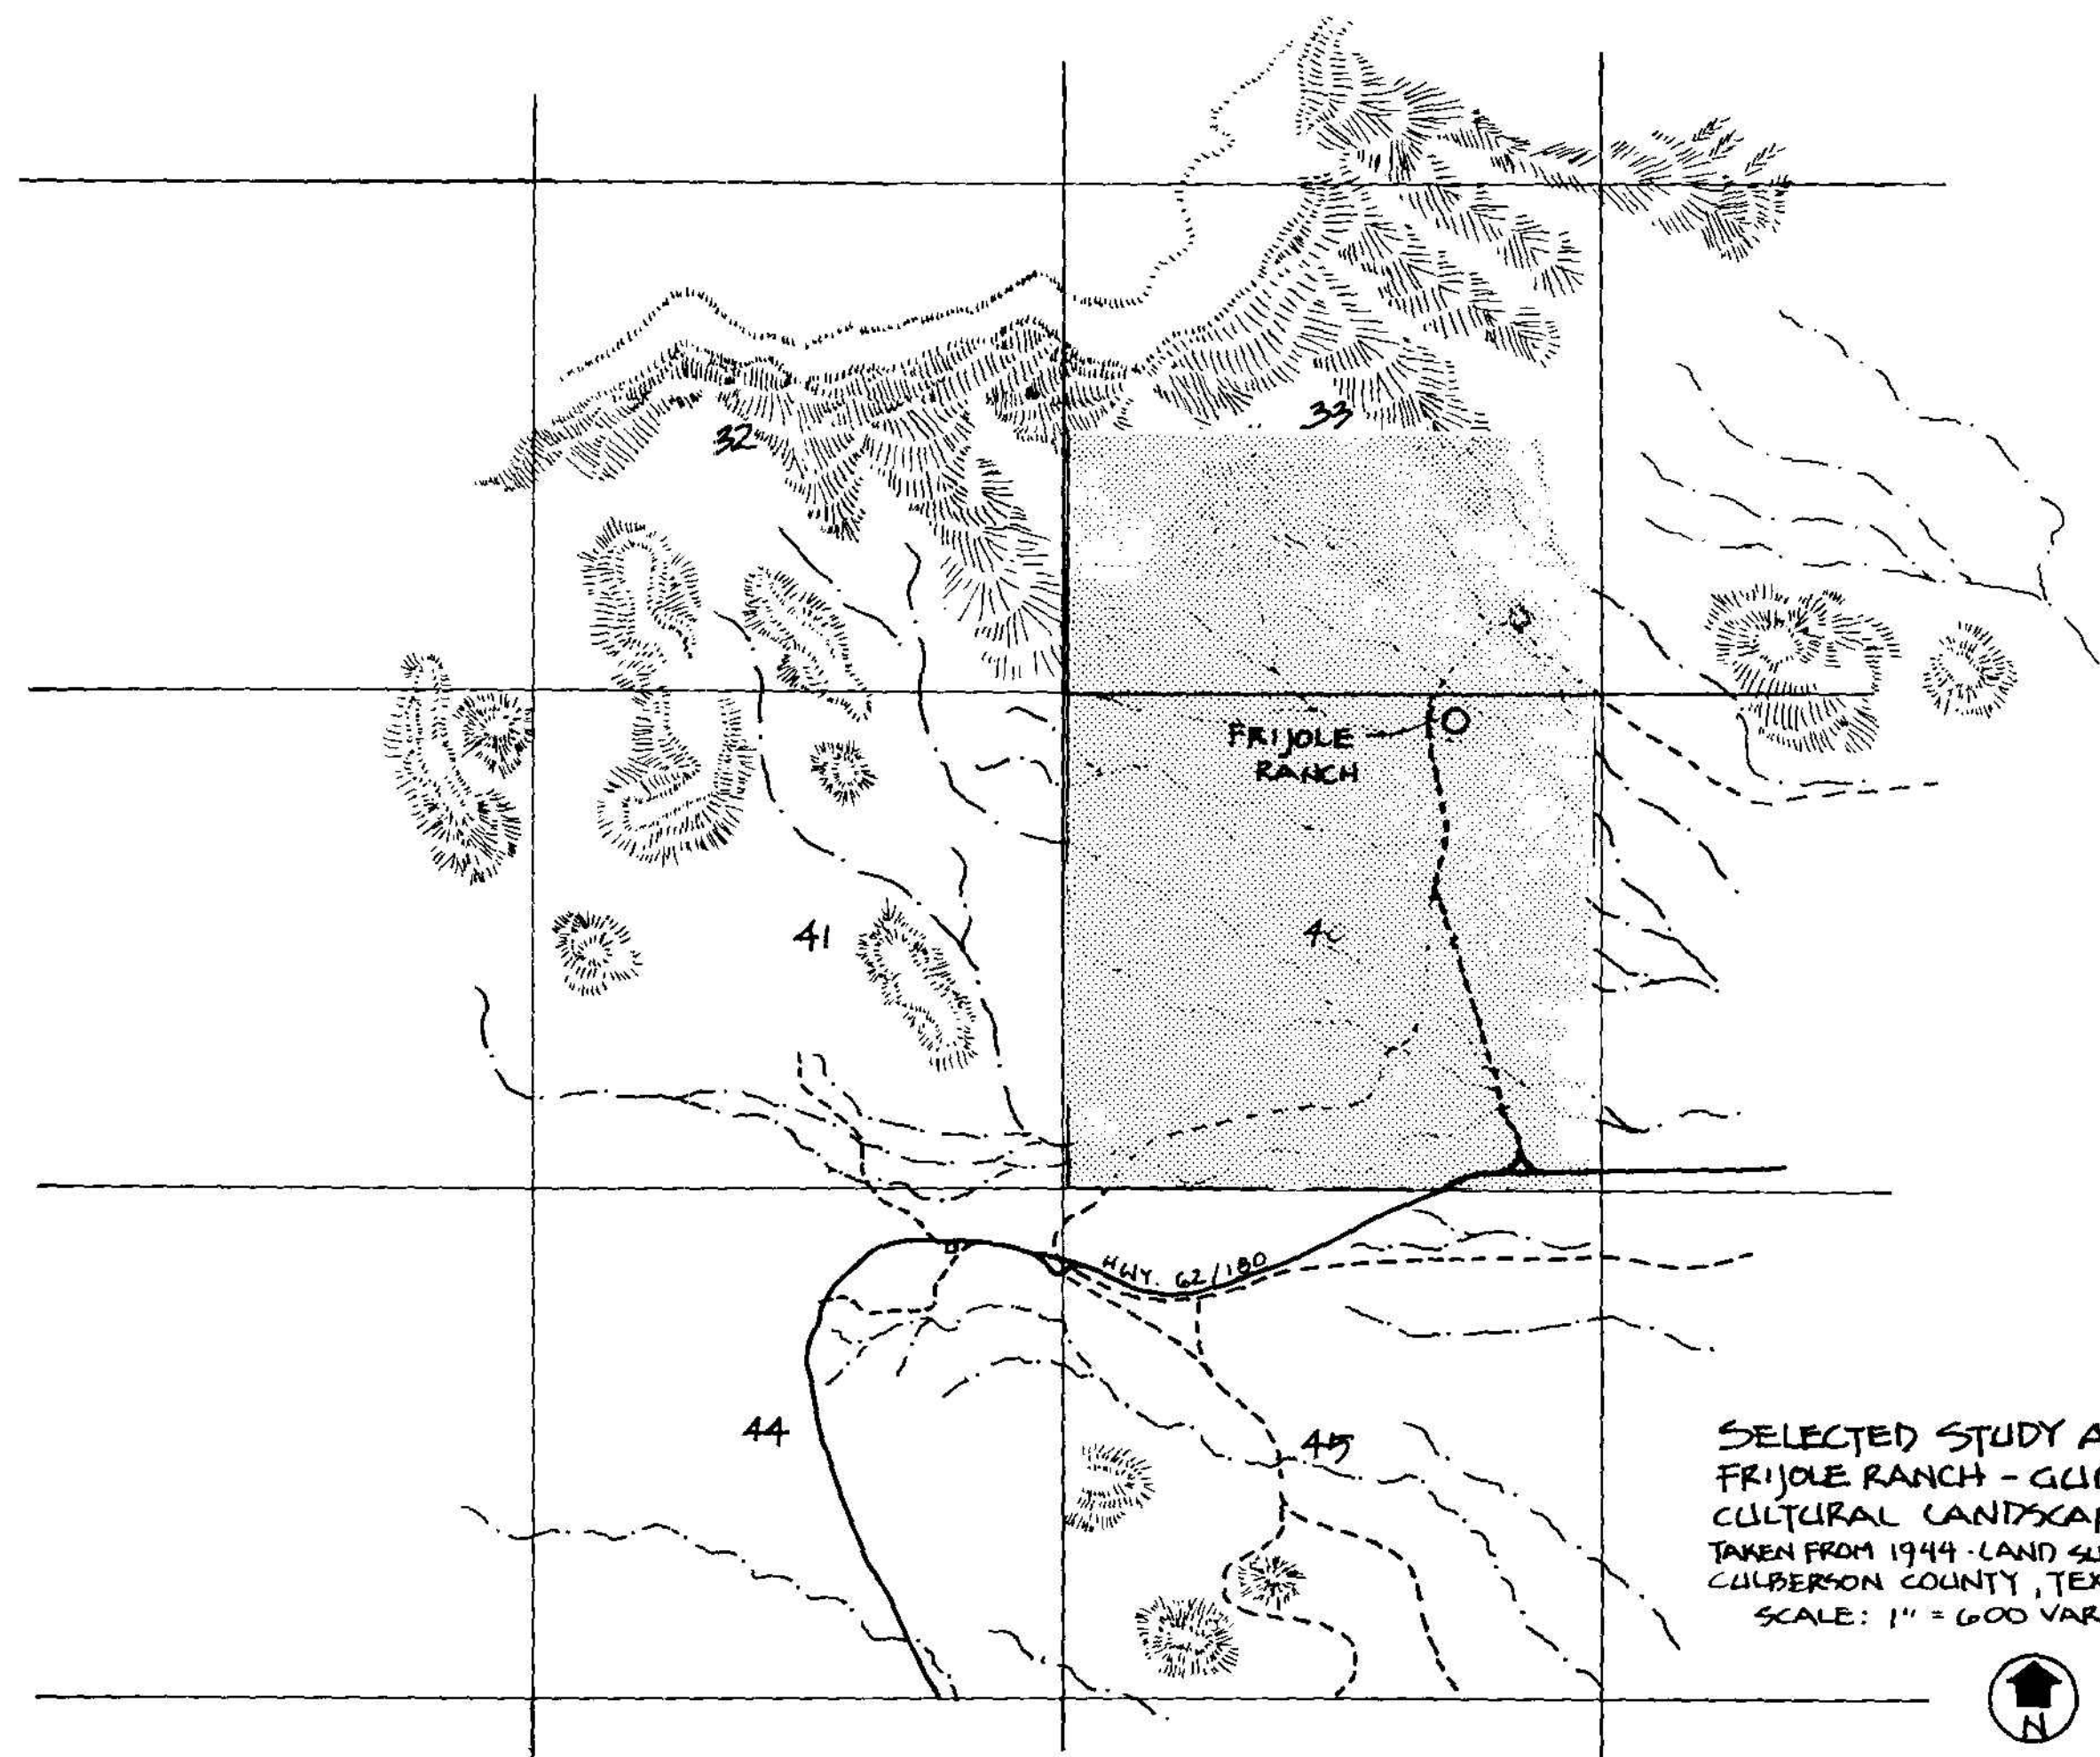 32
33
FRIJOLE
RANCH
41
HWY. 62/180
44
45
SELECTED STUDY A
FRIJOLE RANCH - GU
CULTURAL LANDSCA
TAKEN FROM 1944 · LAND SU
CULBERSON COUNTY, TEX
SCALE: 1" = 600 VAR
N